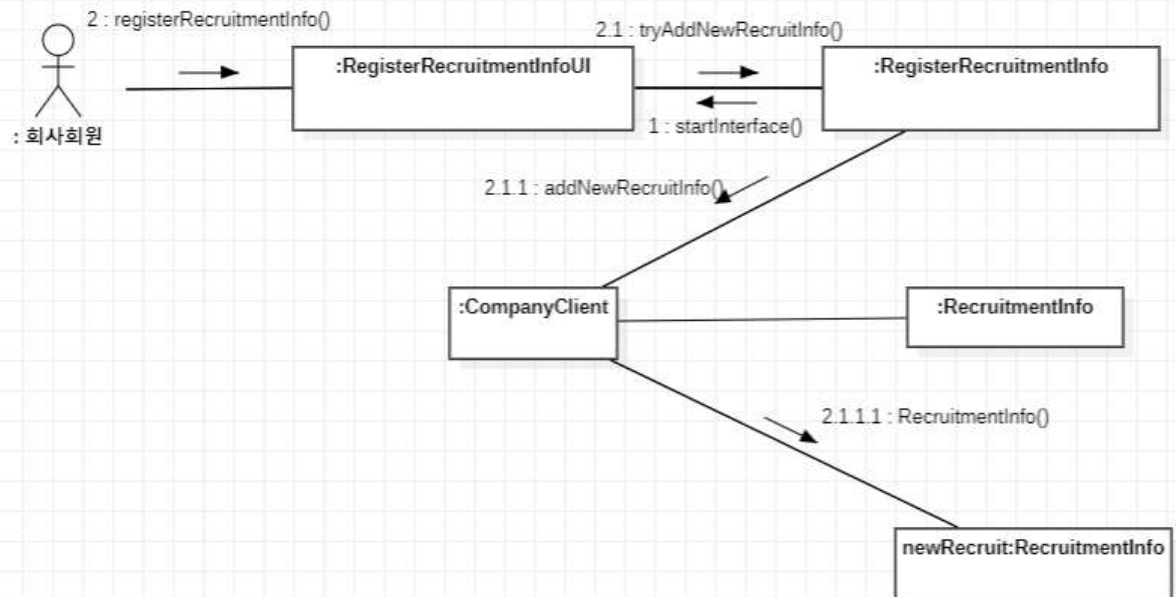 2 : registerRecruitmentInfo()
2.1 : tryAddNewRecruitInfo()
:RegisterRecruitmentInfoUI
:RegisterRecruitmentInfo
1 : startInterface()
: 회사회원
2.1.1 : addNewRecruitInfo()
:CompanyClient
:RecruitmentInfo
2.1.1.1 : RecruitmentInfo()
newRecruit:RecruitmentInfo